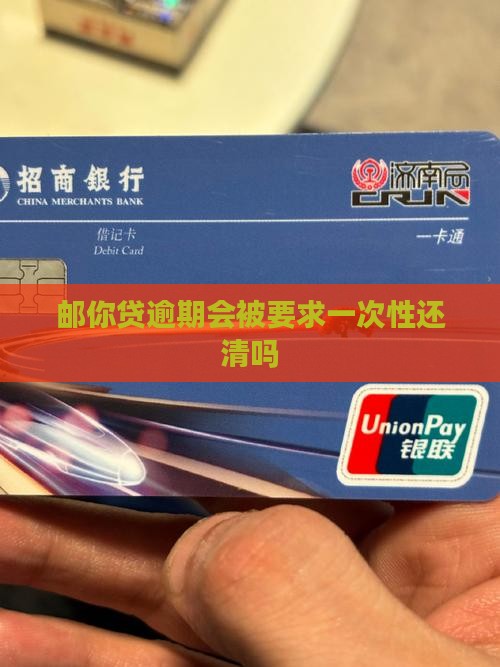 招商銀行
CHINA MERCHANTS BANK
济南局
CRJN
借记卡
Debit Card
一卡通
邮你贷逾期会被要求一次性还
清吗
UnionPay
银联